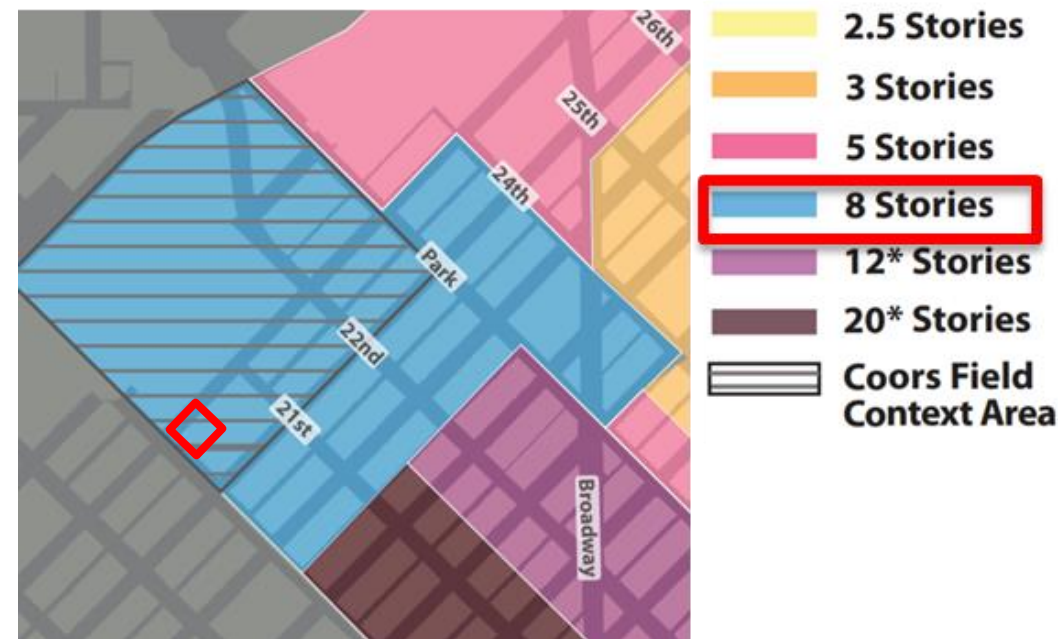 26th
25th
24th
Park
22nd
21st
Broadway
2.5 Stories
3 Stories
5 Stories
8 Stories
12* Stories
20* Stories
Coors Field
Context Area